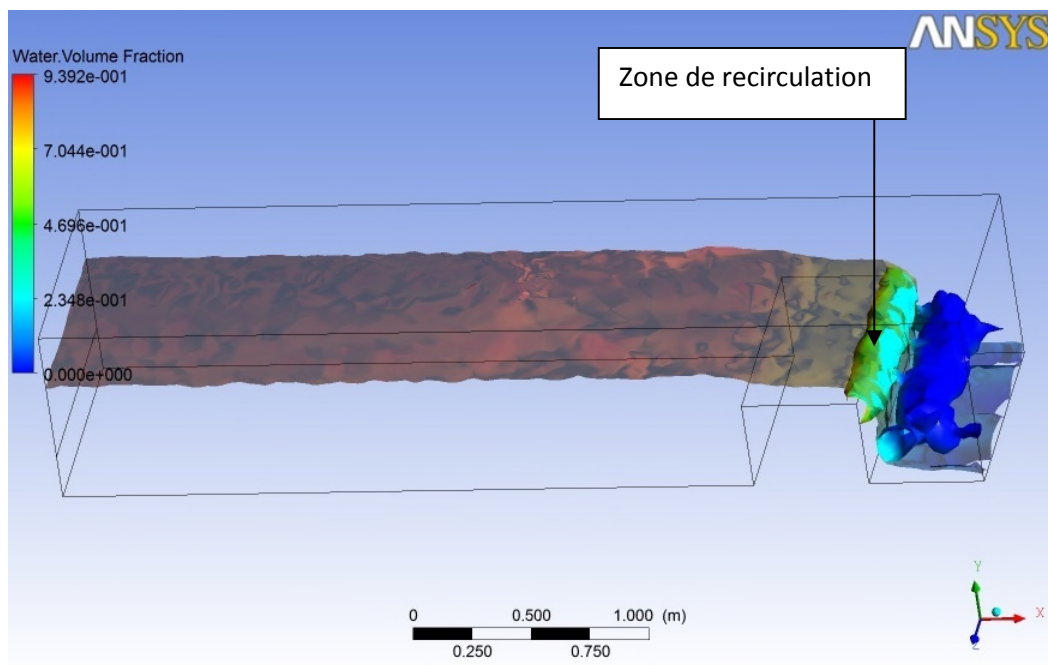 ANSYS
Water.Volume Fraction
9.392e-001
7.044e-001
4.696e-001
2.348e-001
0.000e+000
Zone de recirculation
0 0.500 1.000 (m)
0.250 0.750
Y
X
Z